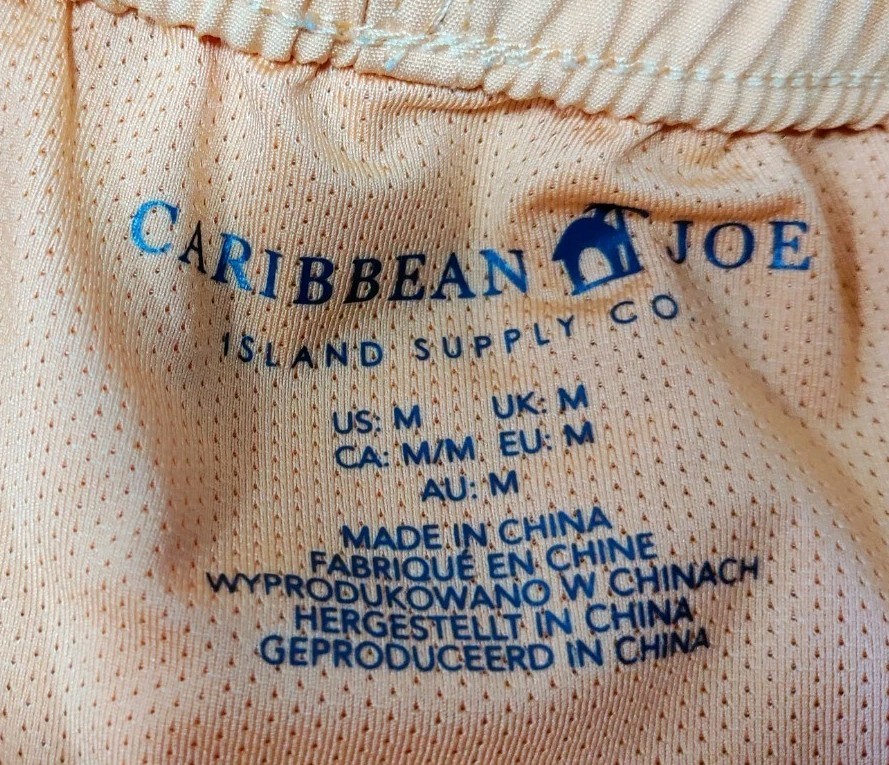 CARIBBEAN JOE
ISLAND SUPPLY CO.
US: M UK: M
CA: M/M EU: M
AU: M
MADE IN CHINA
FABRIQUÉ EN CHINE
WYPRODUKOWANO W CHINACH
HERGESTELLT IN CHINA
GEPRODUCEERD IN CHINA